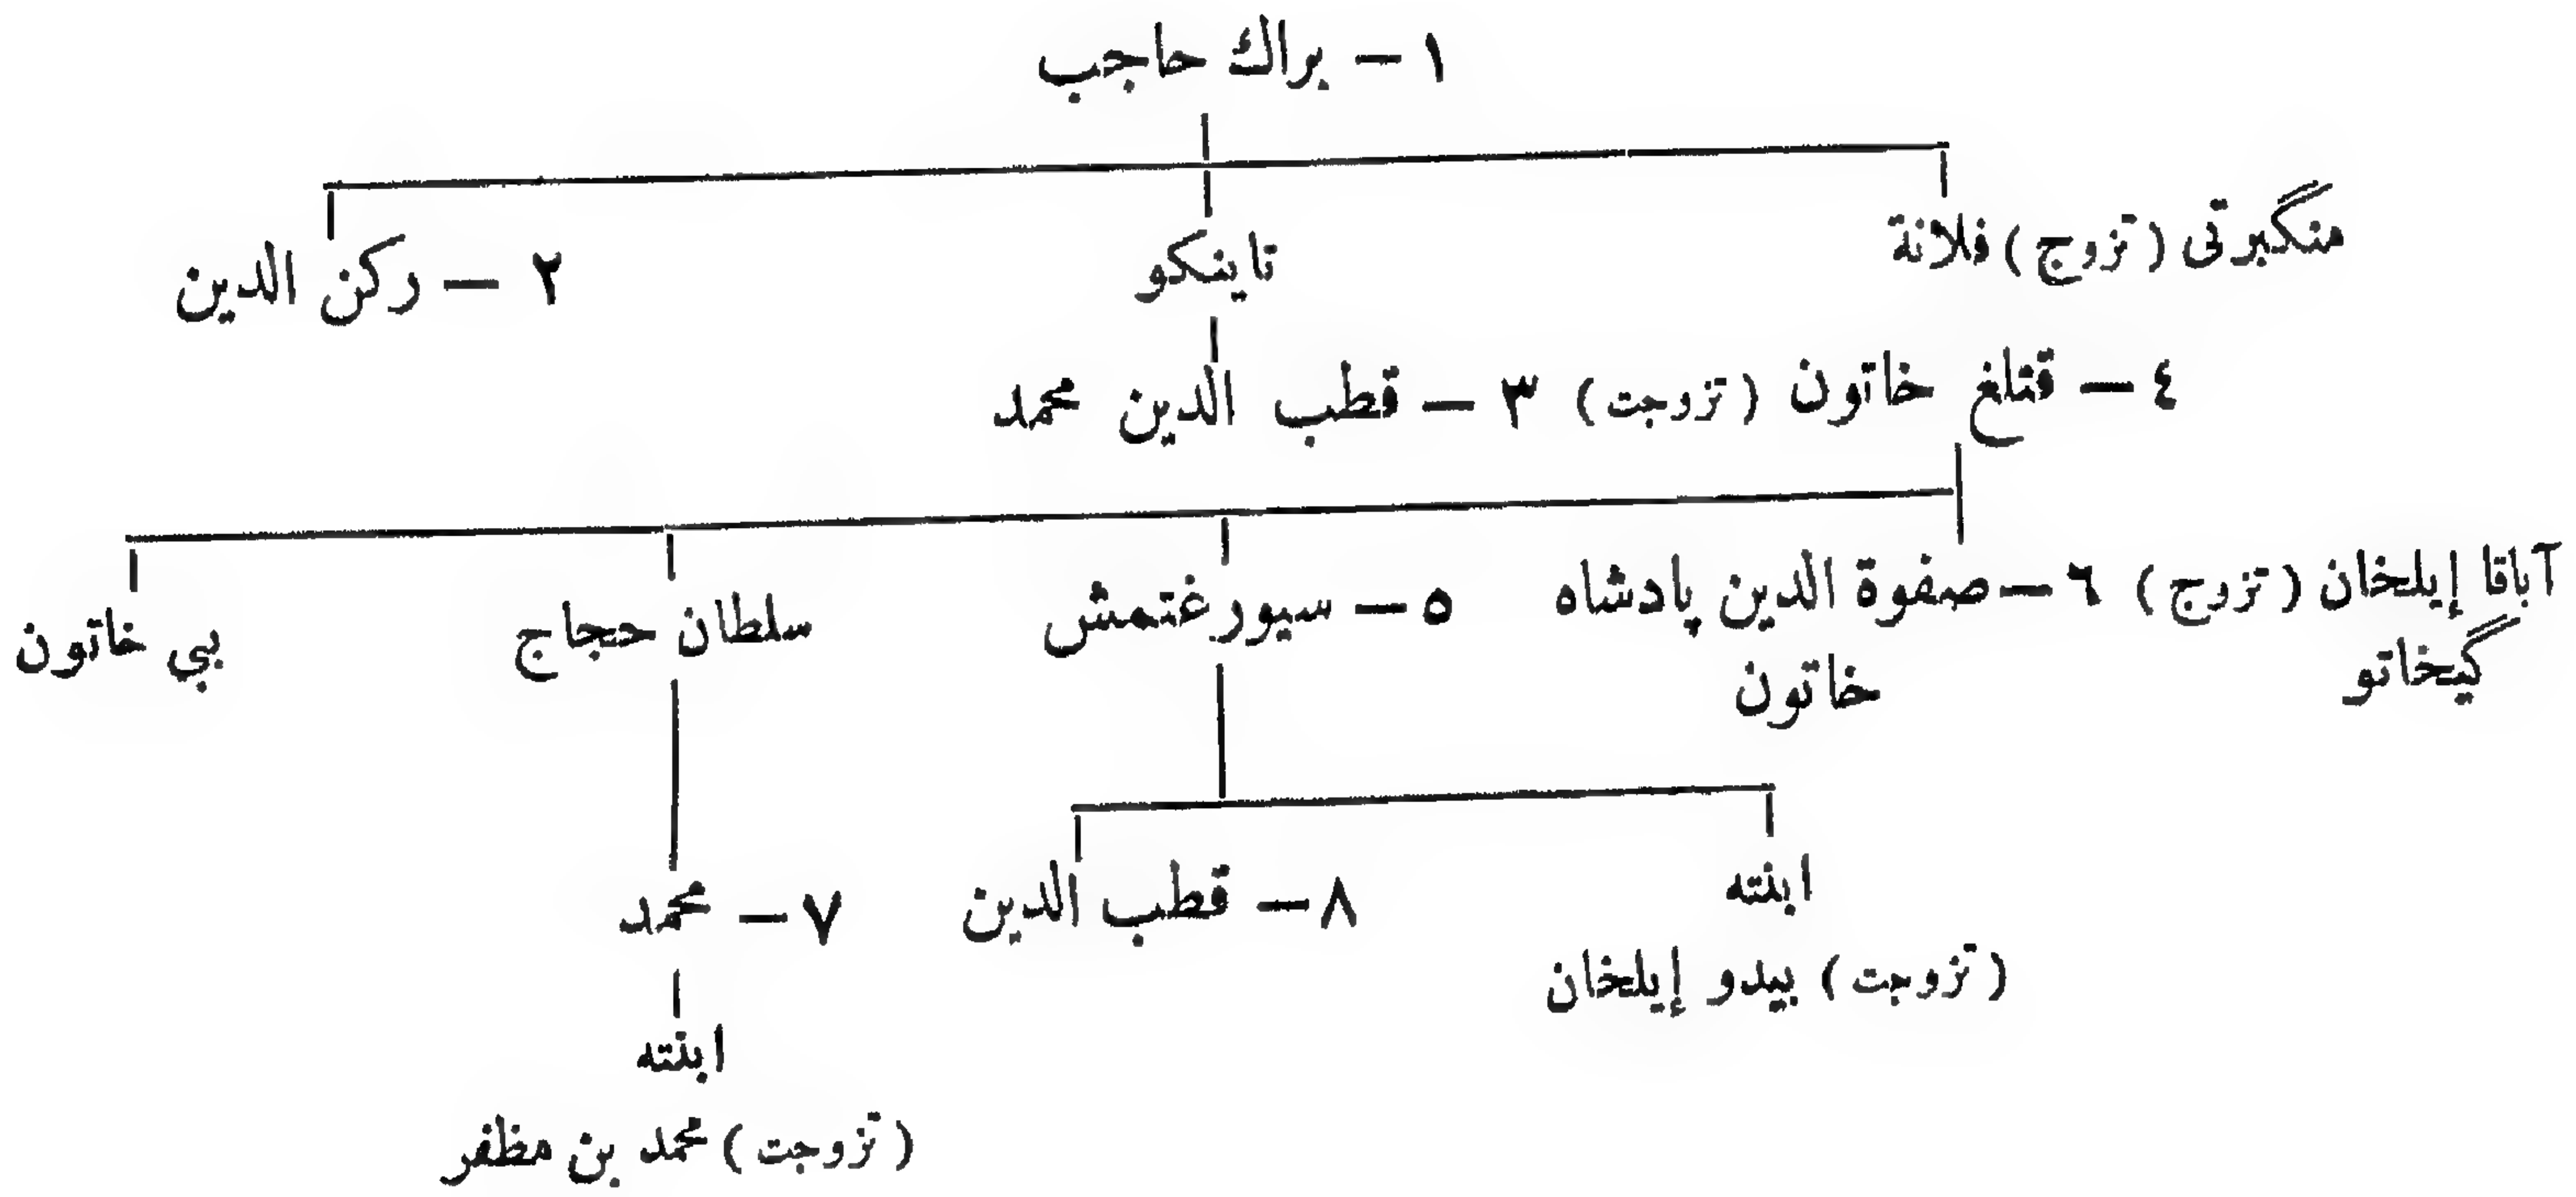 ١ – براك حاجب
منگبرتی (تزوج) فلانة
تاينكو
٢ – ركن الدين
٤ – قتلغ خاتون (تزوجت) ٣ – قطب الدين محمد
آباقا إيلخان (تزوج) ٦ – صفوة الدين پادشاه
گيخاتو
خاتون
٥ – سيورغتمش
سلطان حجاج
بي خاتون
ابنته
(تزوجت) بيدو إيلخان
٨ – قطب الدين
٧ – محمد
ابنته
(تزوجت) محمد بن مظفر